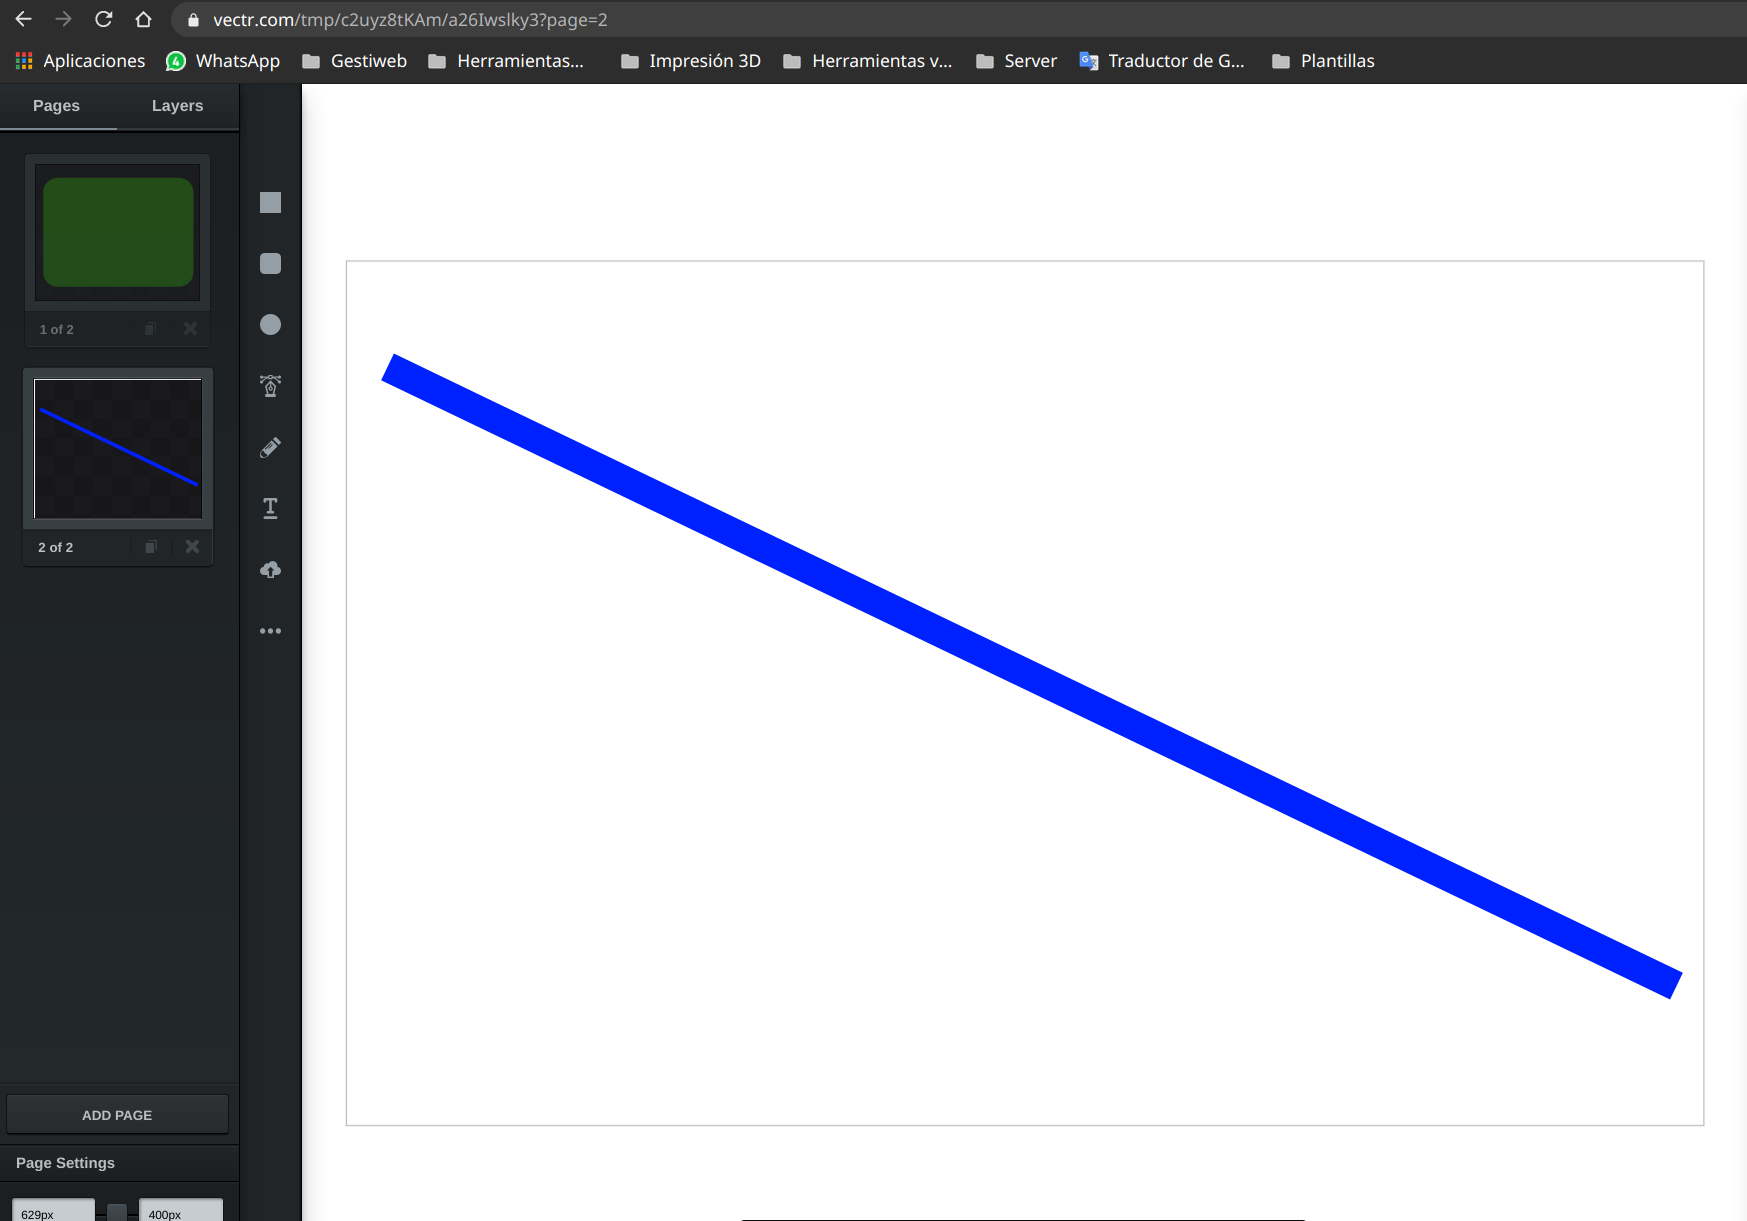 vectr.com/tmp/c2uyz8tKAm/a26Iwslky3?page=2
Aplicaciones WhatsApp Gestiweb Herramientas... Impresión 3D Herramientas v... Server Traductor de G... Plantillas
Pages Layers
1 of 2
2 of 2
ADD PAGE
Page Settings
629px 400px